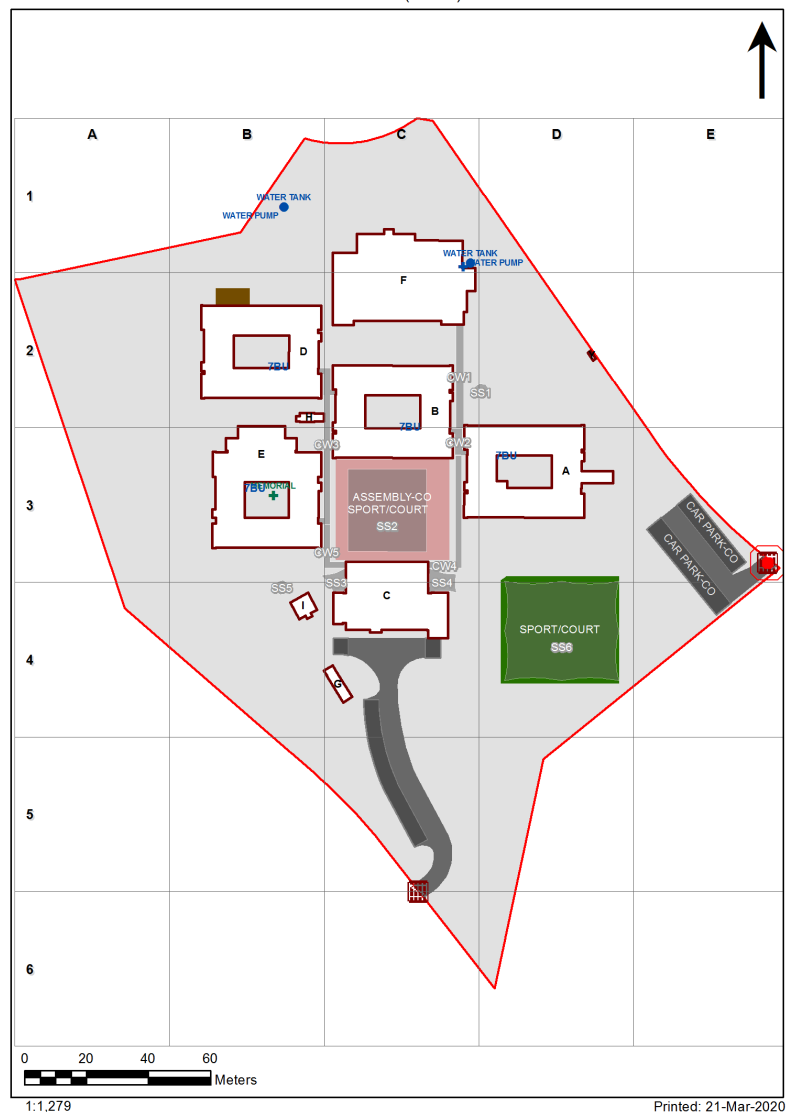 A B C D E
1
WATER TANK
WATER PUMP
WATER TANK
WATER PUMP
F
2
D
7BU
CW1
SS1
B
7BU
H
CW3
CW2
E
7BU
A
MEMORIAL
7BU
3
ASSEMBLY-CO
SPORT/COURT
SS2
CAR PARK-CO
CAR PARK-CO
CW5
CW4
SS3
SS4
SS5
I
C
SPORT/COURT
SS6
4
G
5
6
0 20 40 60
Meters
1:1,279
Printed: 21-Mar-2020